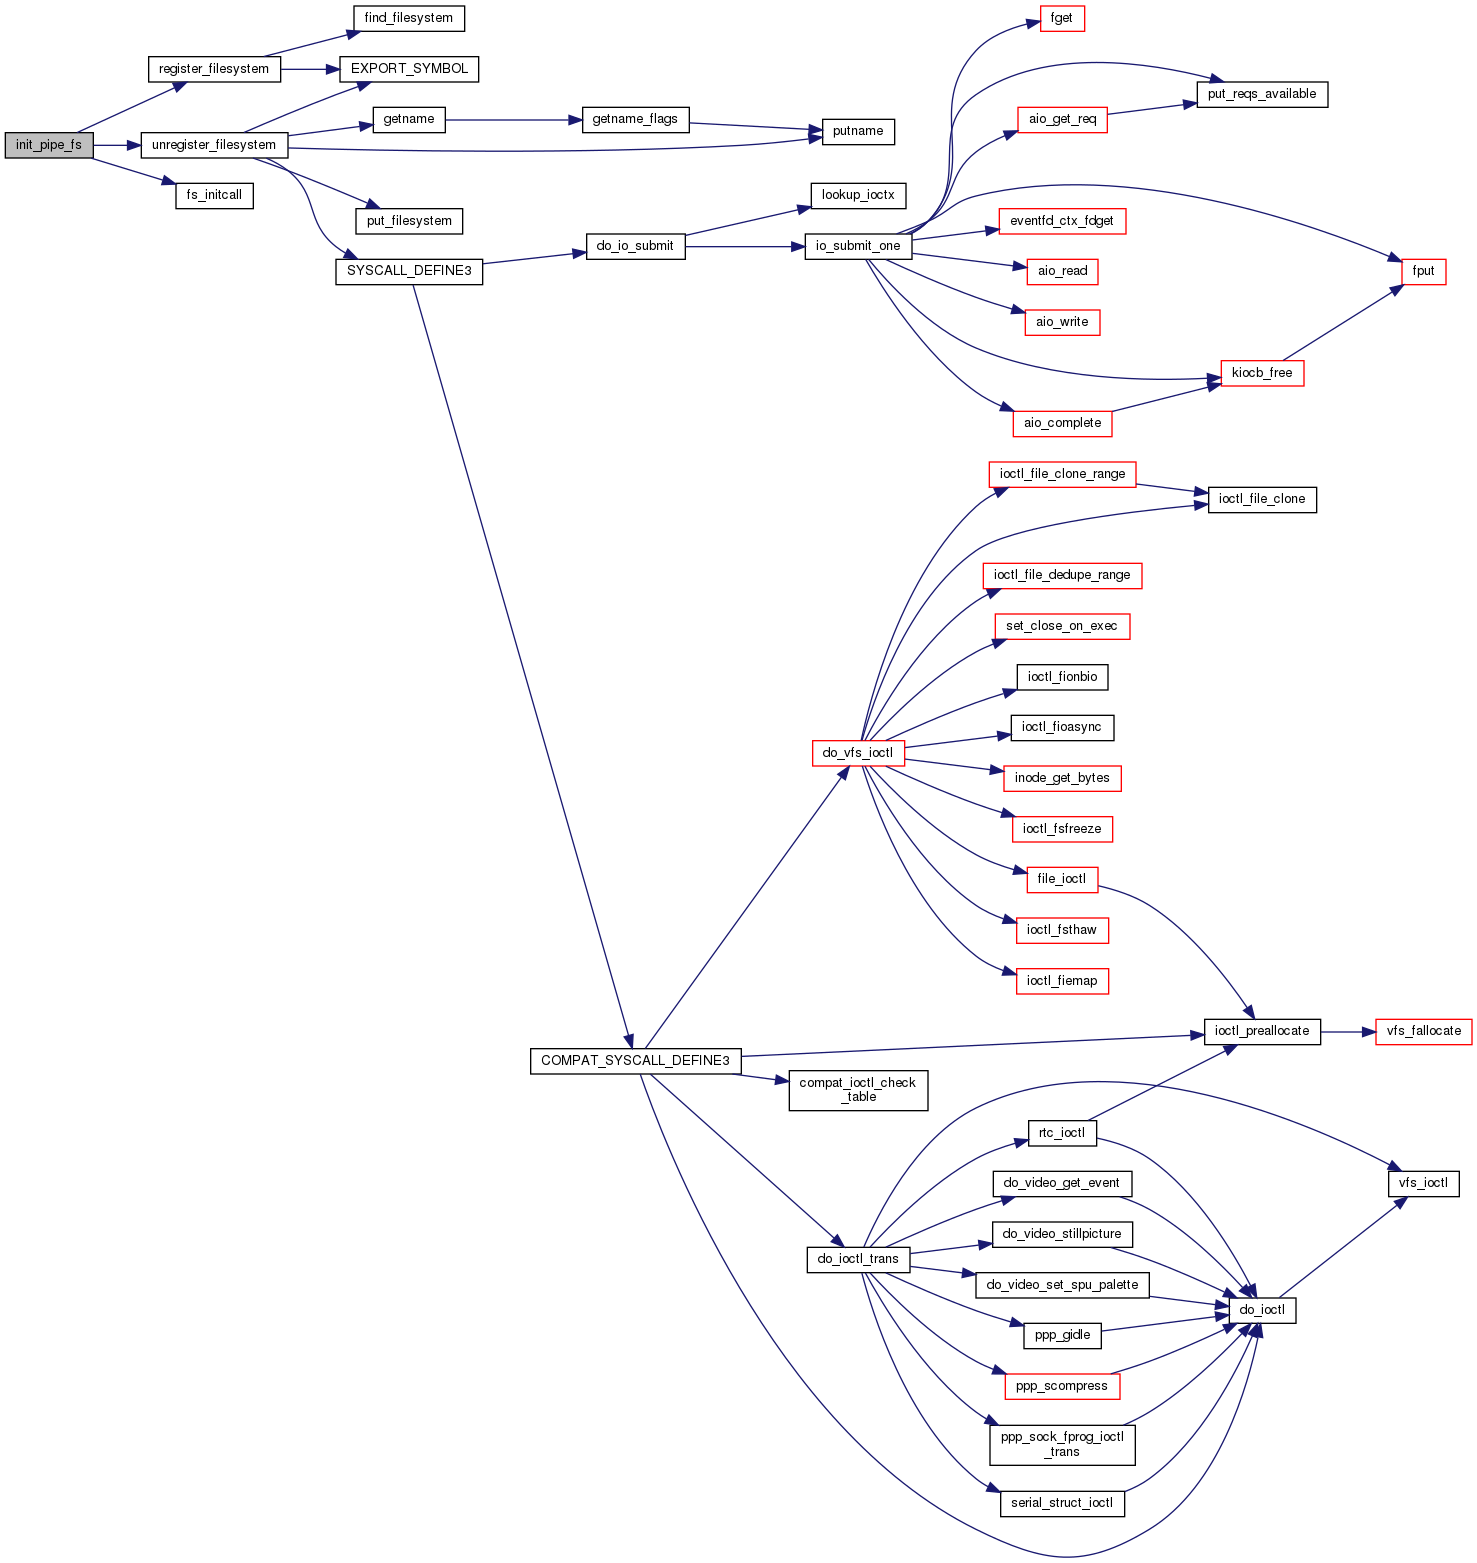 find_filesystem
fget
register_filesystem
EXPORT_SYMBOL
put_reqs_available
getname
getname_flags
aio_get_req
putname
init_pipe_fs
unregister_filesystem
fs_initcall
lookup_ioctx
put_filesystem
eventfd_ctx_fdget
do_io_submit
io_submit_one
SYSCALL_DEFINE3
aio_read
fput
aio_write
kiocb_free
aio_complete
ioctl_file_clone_range
ioctl_file_clone
ioctl_file_dedupe_range
set_close_on_exec
ioctl_fionbio
ioctl_fioasync
do_vfs_ioctl
inode_get_bytes
ioctl_fsfreeze
file_ioctl
ioctl_fsthaw
ioctl_fiemap
ioctl_preallocate
vfs_fallocate
COMPAT_SYSCALL_DEFINE3
compat_ioctl_check
_table
rtc_ioctl
do_video_get_event
vfs_ioctl
do_video_stillpicture
do_ioctl_trans
do_video_set_spu_palette
do_ioctl
ppp_gidle
ppp_scompress
ppp_sock_fprog_ioctl
_trans
serial_struct_ioctl